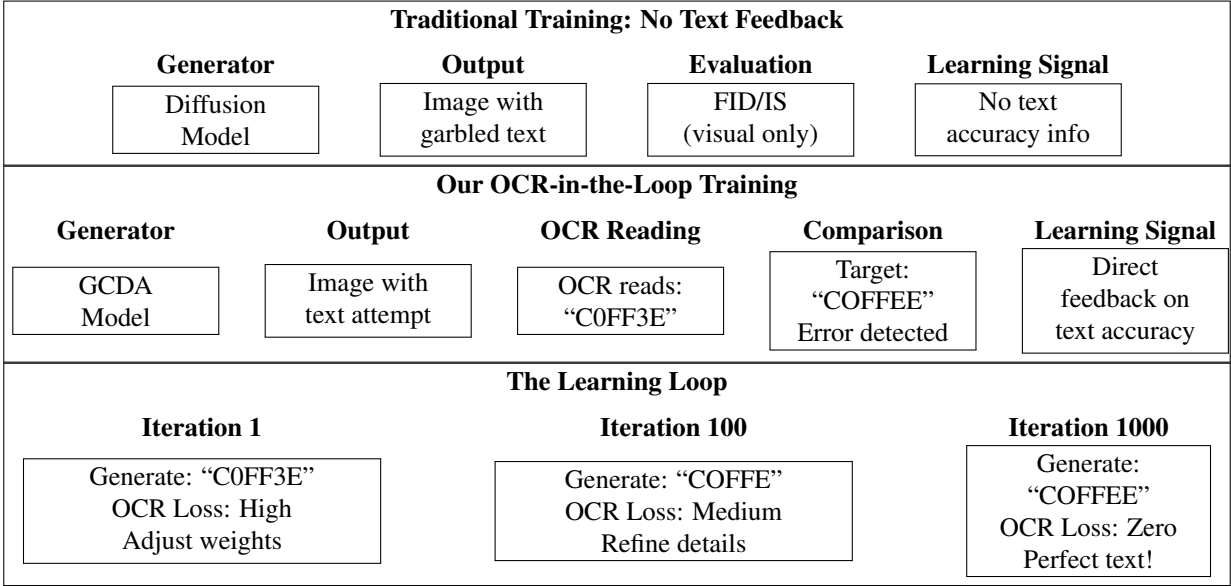 Traditional Training: No Text Feedback
Generator Output Evaluation Learning Signal
Diffusion
Model
Image with
garbled text
FID/IS
(visual only)
No text
accuracy info
Our OCR-in-the-Loop Training
Generator Output OCR Reading Comparison Learning Signal
GCDA
Model
Image with
text attempt
OCR reads:
“C0FF3E”
Target:
“COFFEE”
Error detected
Direct
feedback on
text accuracy
The Learning Loop
Iteration 1 Iteration 100 Iteration 1000
Generate: “C0FF3E”
OCR Loss: High
Adjust weights
Generate: “COFFE”
OCR Loss: Medium
Refine details
Generate:
“COFFEE”
OCR Loss: Zero
Perfect text!